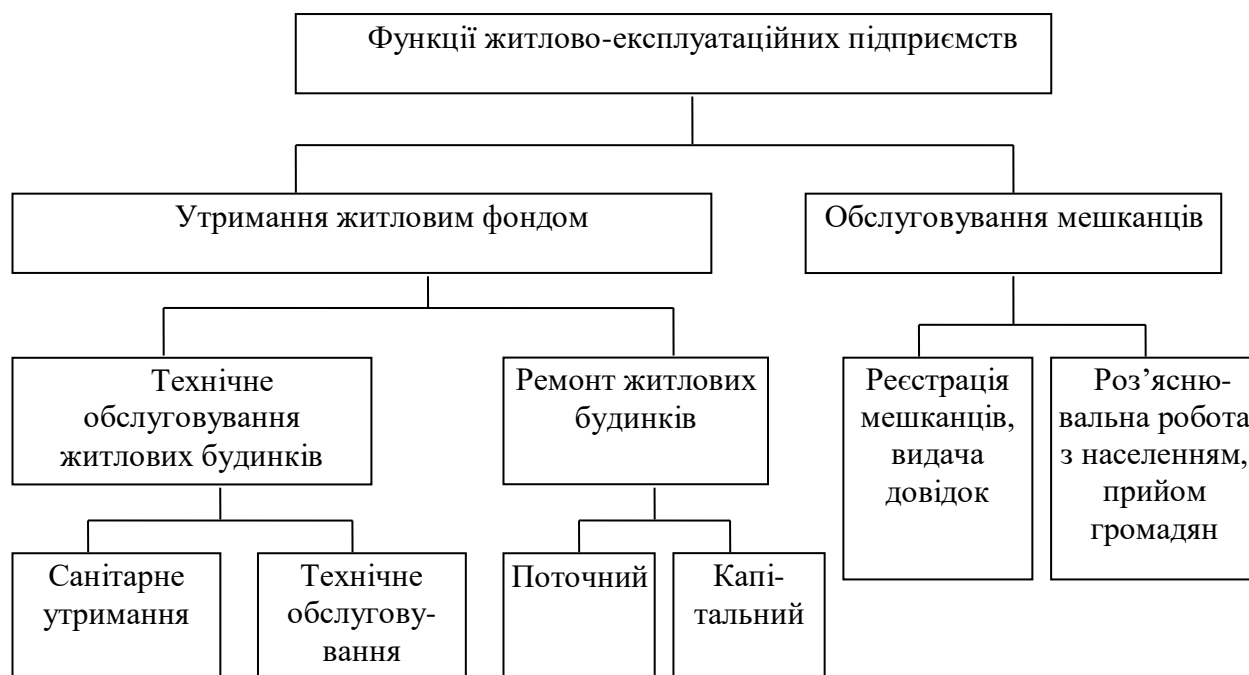 Функції житлово-експлуатаційних підприємств
Утримання житловим фондом
Обслуговування мешканців
Технічне
обслуговування
житлових будинків
Ремонт житлових
будинків
Реєстрація
мешканців,
видача
довідок
Роз’ясню-
вальна робота
з населенням,
прийом
громадян
Санітарне
утримання
Технічне
обслугову-
вання
Поточний
Капі-
тальний